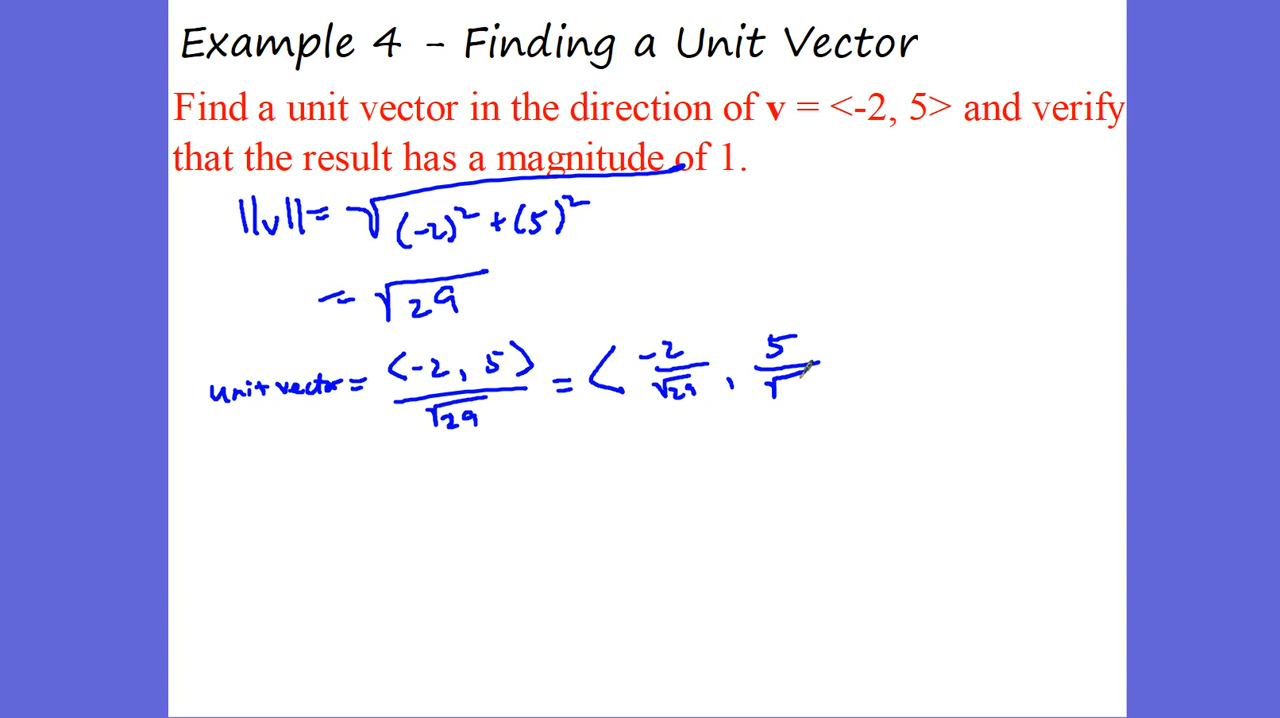 Example 4 - Finding a Unit Vector
Find a unit vector in the direction of v = <-2, 5> and verify
that the result has a magnitude of 1.
||v|| = √(-2)² + (5)²
= √29
unit vector = <-2, 5> / √29 = < -2/√29 , 5/√